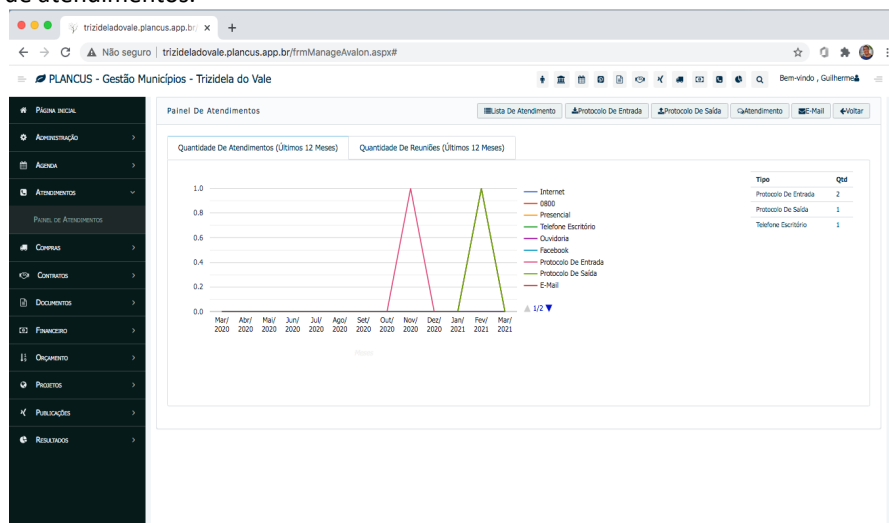 de atendimentos.
trizideladovale.plancus.app.br/
Não seguro | trizideladovale.plancus.app.br/frmManageAvalon.aspx#
PLANCUS - Gestão Municípios - Trizidela do Vale
Bem-vindo , Guilherme
Página inicial
Administração
Agenda
Atendimentos
Painel de Atendimentos
Compras
Contratos
Documentos
Financeiro
Orçamento
Projetos
Publicações
Resultados
Painel De Atendimentos
Lista De Atendimento Protocolo De Entrada Protocolo De Saída Atendimento E-Mail Voltar
Quantidade De Atendimentos (Últimos 12 Meses) Quantidade De Reuniões (Últimos 12 Meses)
1.0
0.8
0.6
0.4
0.2
0.0
Mar/ Abr/ Mai/ Jun/ Jul/ Ago/ Set/ Out/ Nov/ Dez/ Jan/ Fev/ Mar/
2020 2020 2020 2020 2020 2020 2020 2020 2020 2020 2021 2021 2021
Meses
Internet
0800
Presencial
Telefone Escritório
Ouvidoria
Facebook
Protocolo De Entrada
Protocolo De Saída
E-Mail
1/2
Tipo Qtd
Protocolo De Entrada 2
Protocolo De Saída 1
Telefone Escritório 1